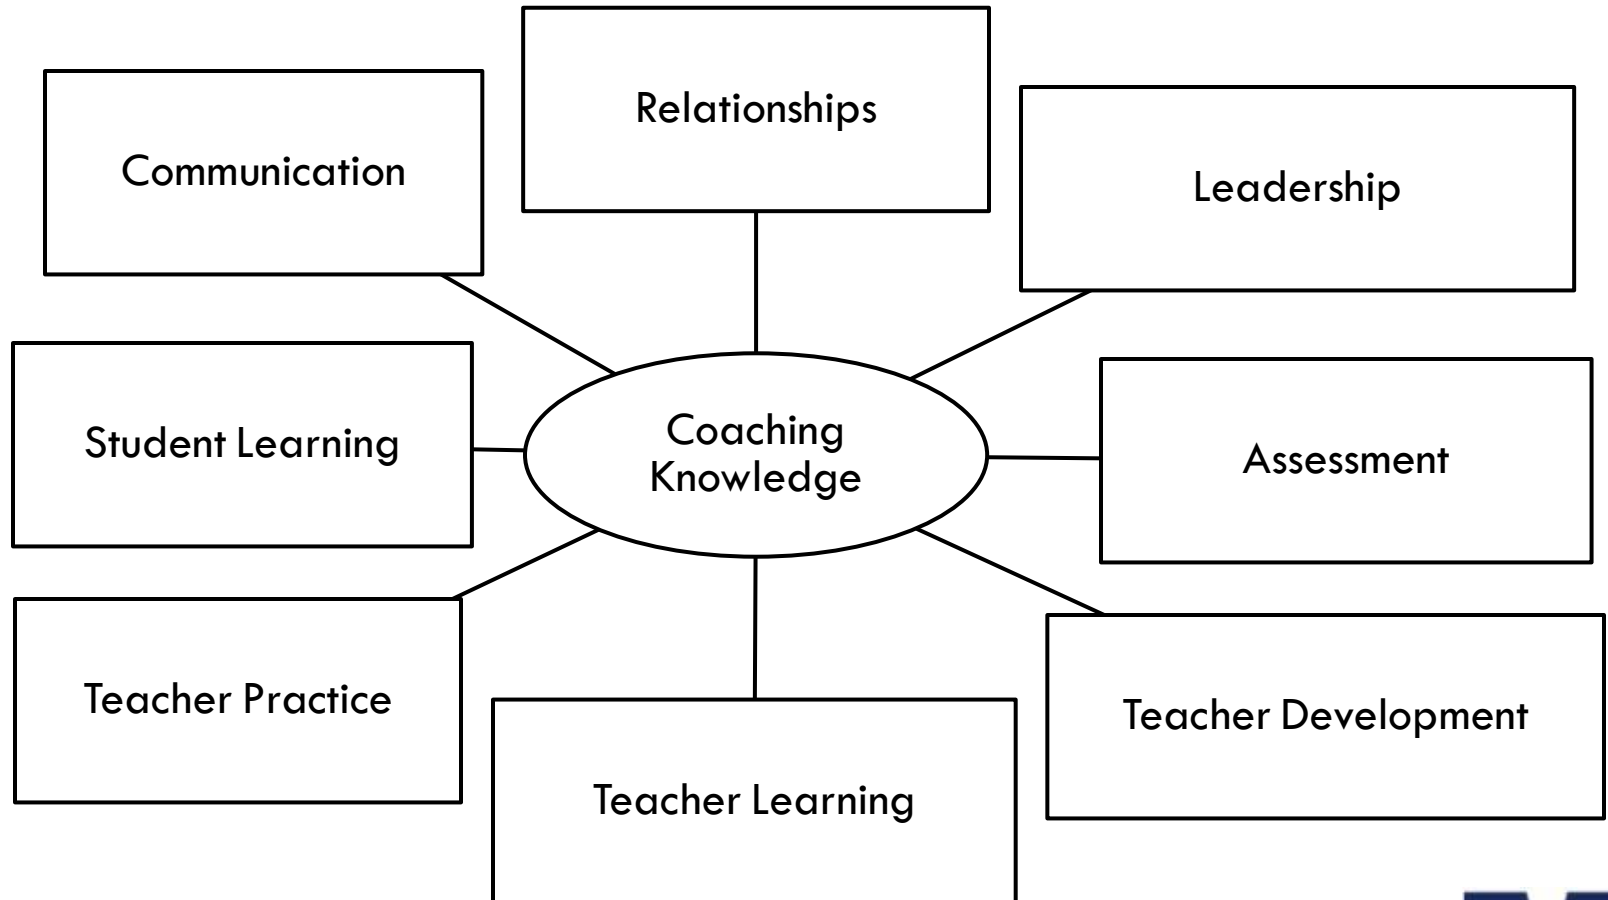 Relationships
Communication
Leadership
Student Learning
Coaching
Knowledge
Assessment
Teacher Practice
Teacher Development
Teacher Learning